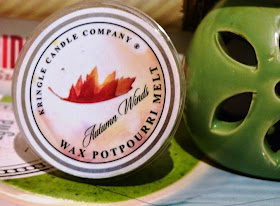 KRINGLE CANDLE COMPANY ®
Autumn Winds
WAX POTPOURRI MELT